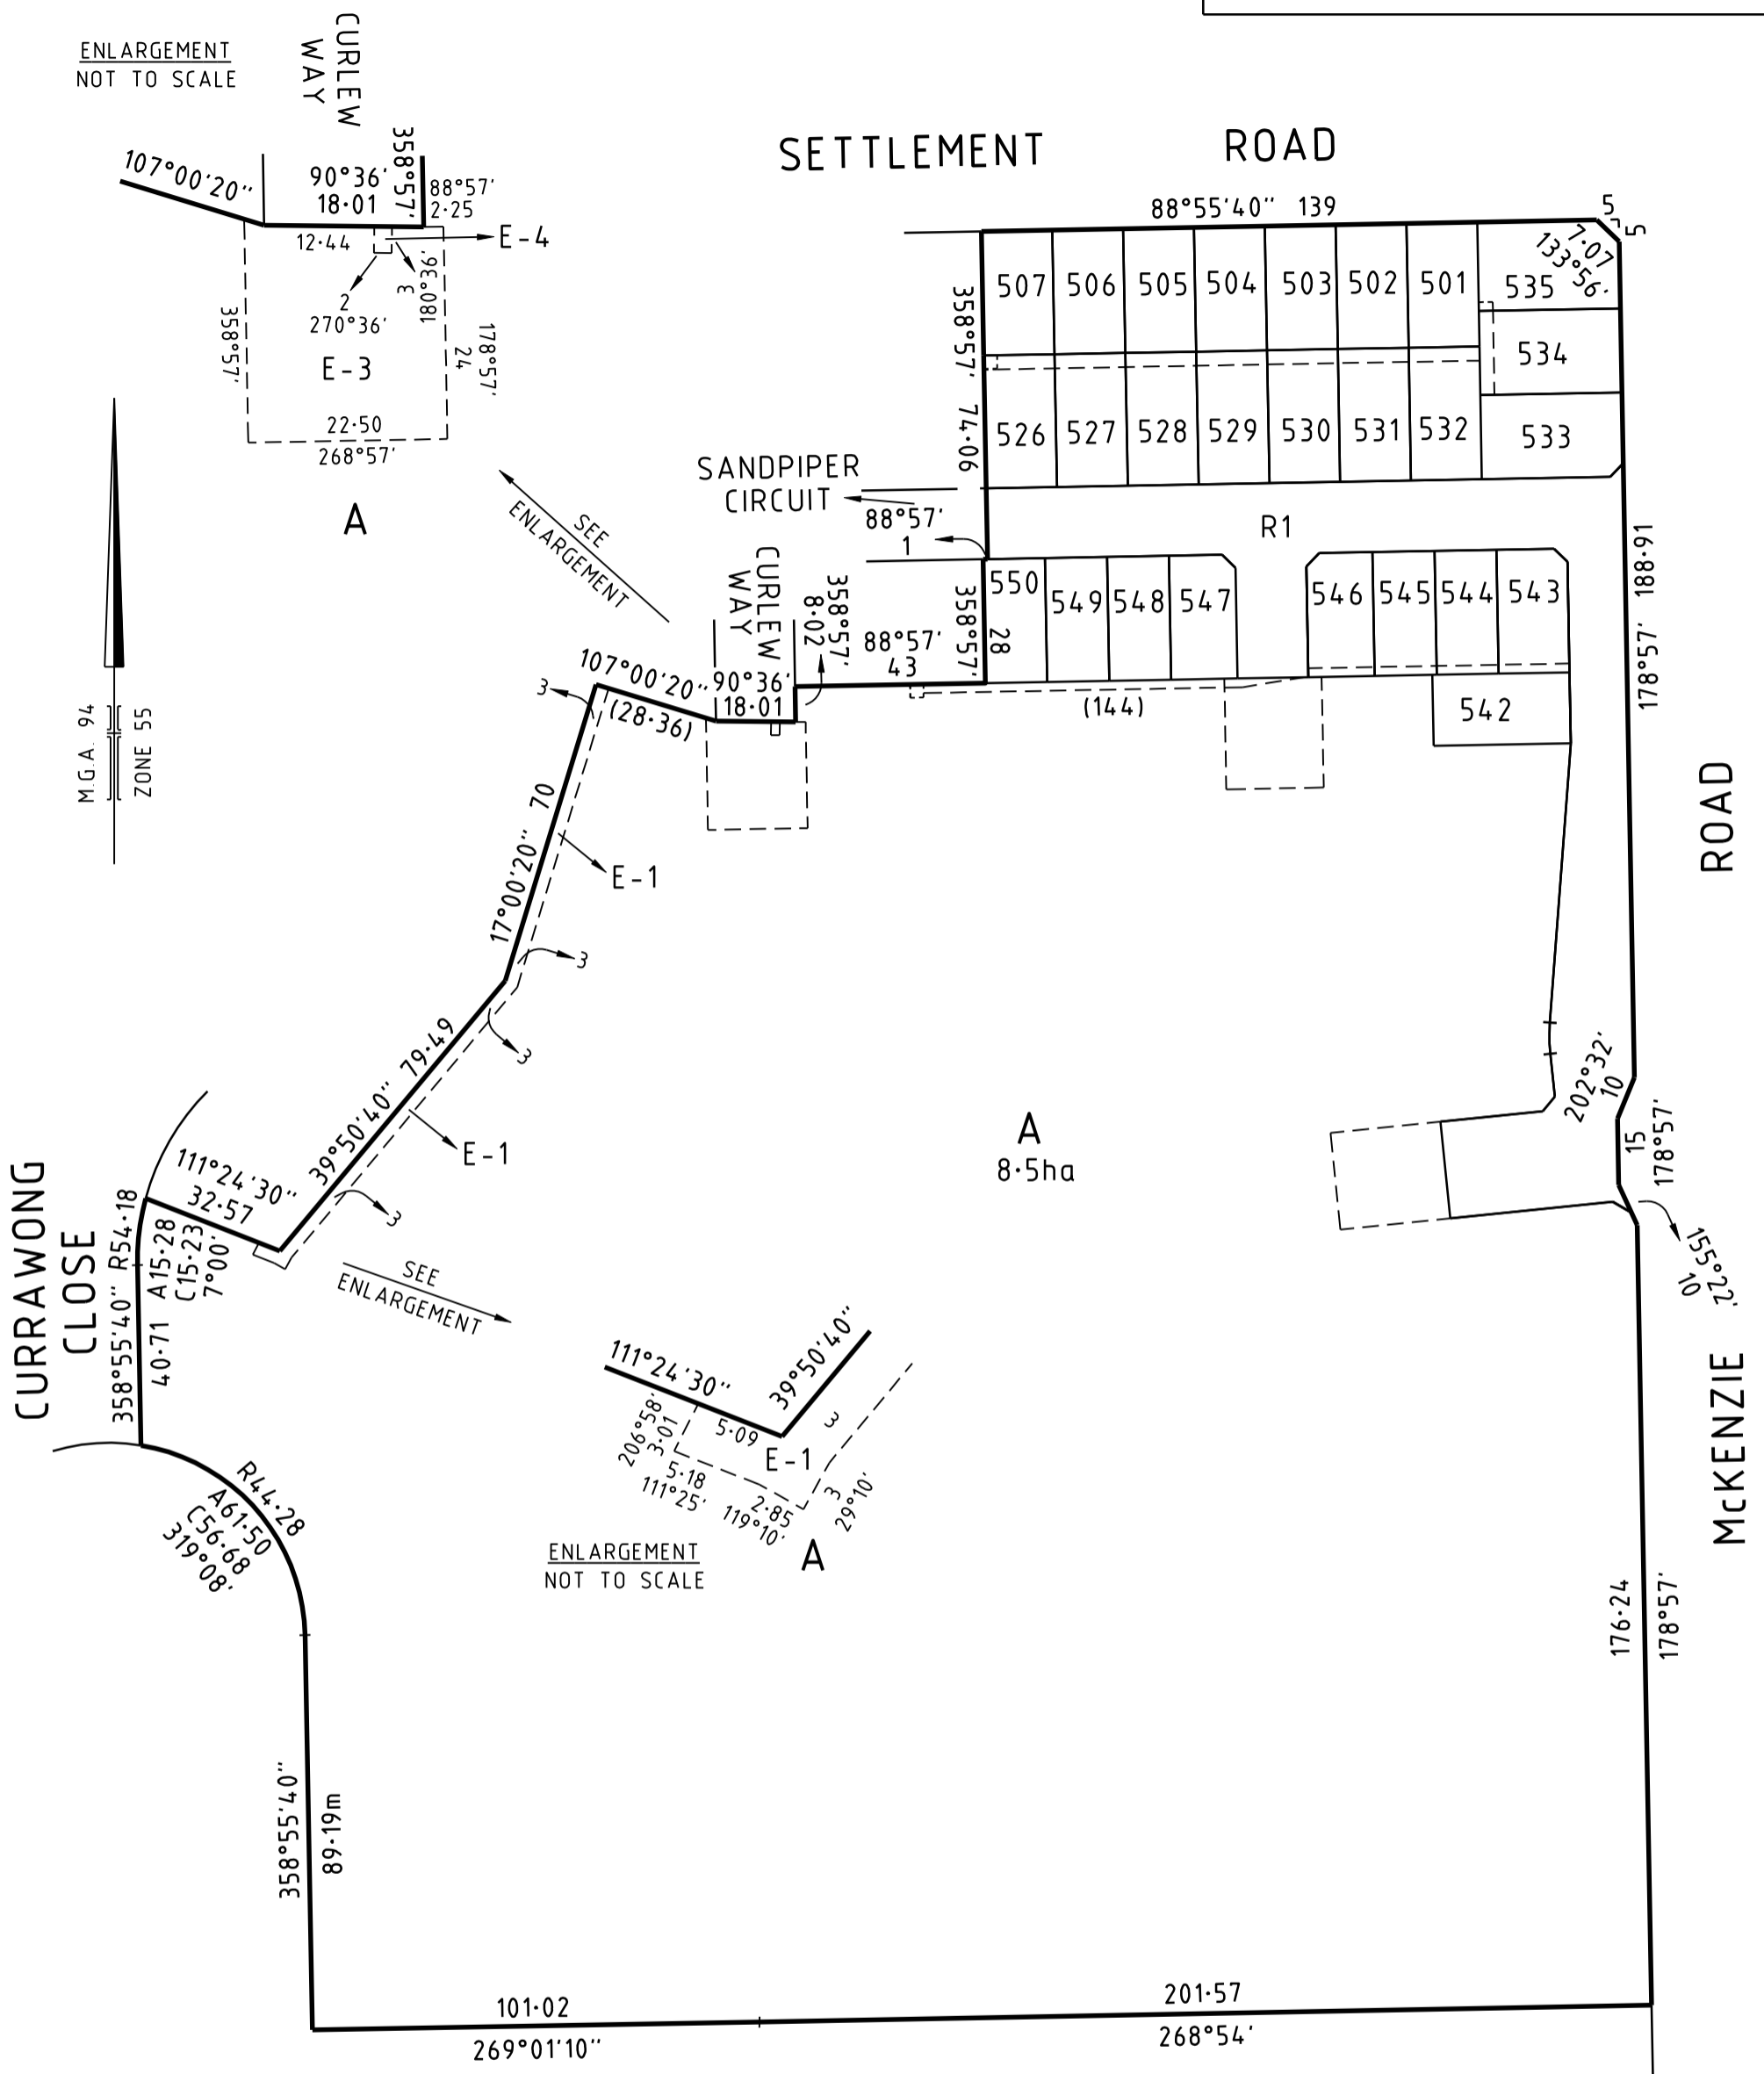 ENLARGEMENT
NOT TO SCALE
CURLEW
WAY
107°00'20"
90°36'
18·01
358°57'
88°57'
2·25
12·44
E-4
2
270°36'
3
180°36'
358°57'
E-3
24
178°57'
22·50
268°57'
A
SEE
ENLARGEMENT
M.G.A. 94
ZONE 55
SETTLEMENT ROAD
88°55'40" 139
5
5
7·07
133°56'
507 506 505 504 503 502 501 535
534
358°57' 74·06
526 527 528 529 530 531 532 533
SANDPIPER
CIRCUIT
88°57'
1
R1
CURLEW
WAY
358°57'
8·02
88°57'
43
358°57'
28
550 549 548 547 546 545 544 543
542
(144)
188·91
178°57'
107°00'20"
(28·36)
90°36'
18·01
3
17°00'20" 70
E-1
3
3
39°50'40" 79·49
E-1
3
111°24'30"
32·57
CURRAWONG
CLOSE
358°55'40" R54·18
40·71 A15·28
C15·23
7°00'
SEE
ENLARGEMENT
A
8·5ha
202°32'
10
15
178°57'
155°22'
10
McKENZIE ROAD
111°24'30"
39°50'40"
206°58'
3·01
5·09
E-1
3
5·18
111°25'
2·85
119°10'
3
29°10'
A
ENLARGEMENT
NOT TO SCALE
R44·28
A61·50
C56·68
319°08'
176·24
178°57'
358°55'40"
89·19m
101·02
269°01'10"
201·57
268°54'